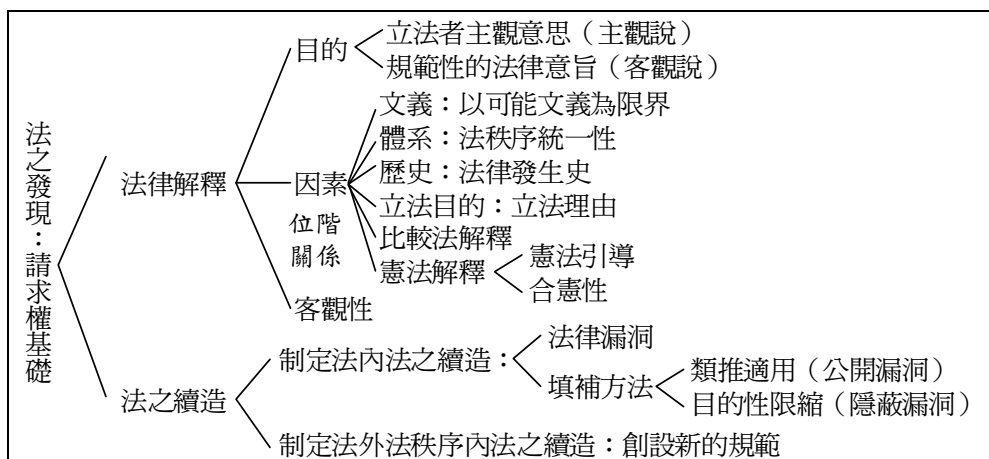 法之發現：請求權基礎
法律解釋
目的
立法者主觀意思（主觀說）
規範性的法律意旨（客觀說）
因素
位階
關係
文義：以可能文義為限界
體系：法秩序統一性
歷史：法律發生史
立法目的：立法理由
比較法解釋
憲法解釋
憲法引導
合憲性
客觀性
法之續造
制定法內法之續造：
法律漏洞
填補方法
類推適用（公開漏洞）
目的性限縮（隱蔽漏洞）
制定法外法秩序內法之續造：創設新的規範